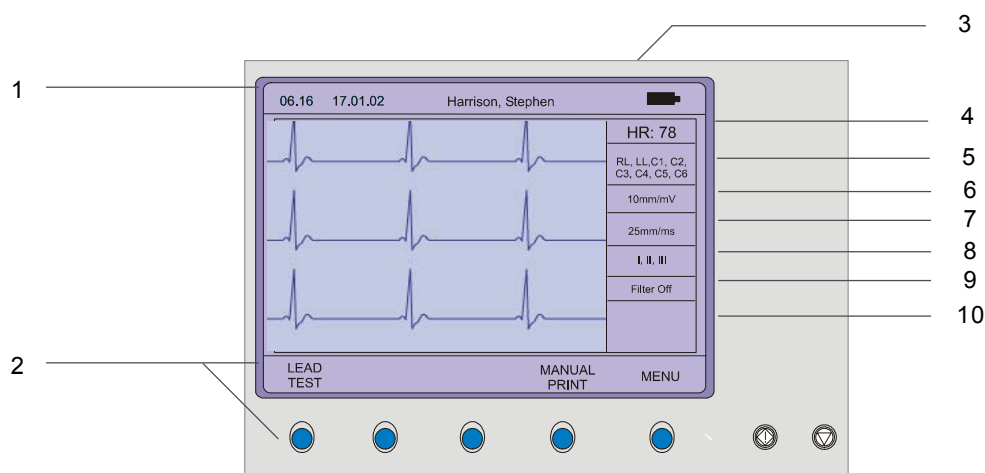 3
1
06.16 17.01.02 Harrison, Stephen
4
HR: 78
5
RL, LL,C1, C2,
C3, C4, C5, C6
6
10mm/mV
7
25mm/ms
8
I, II, III
9
Filter Off
10
2
LEAD
TEST
MANUAL
PRINT
MENU